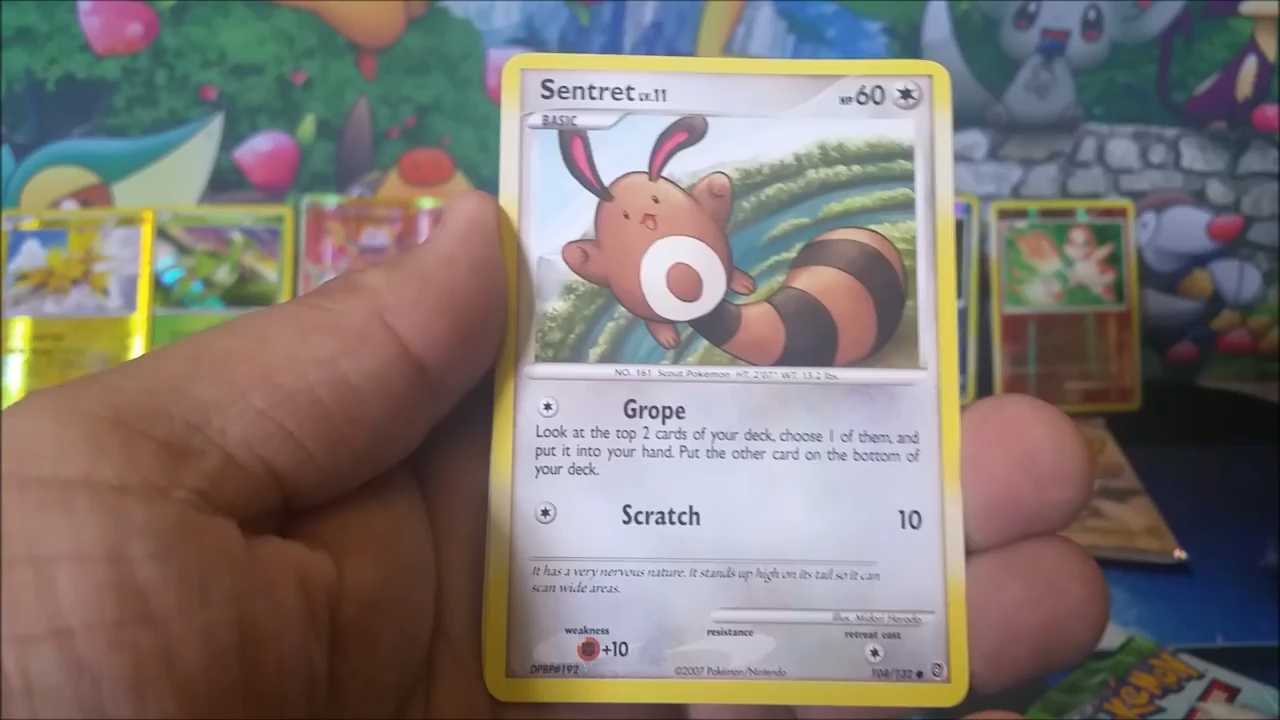 Sentret LV.11
HP 60
BASIC
NO. 161 Scout Pokémon HT: 2'07" WT: 13.2 lbs.
Grope
Look at the top 2 cards of your deck, choose 1 of them, and
put it into your hand. Put the other card on the bottom of
your deck.
Scratch 10
It has a very nervous nature. It stands up high on its tail so it can
scan wide areas.
Illus. Midori Harada
weakness resistance retreat cost
+10
DPBP#192 ©2007 Pokémon/Nintendo 104/132
Pokémon